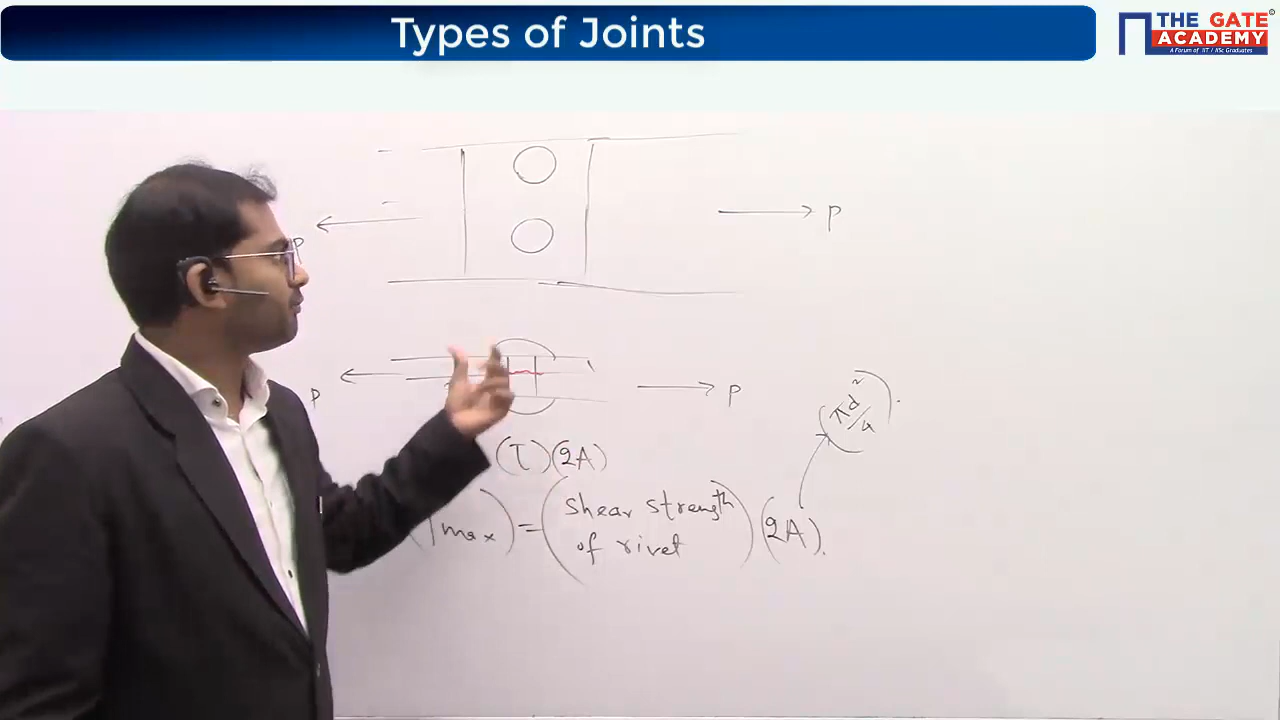 Types of Joints
THE GATE ACADEMY
A Forum of IIT / IISc Graduates
P
P
P
P
πd²/4
(τ)(2A)
max) = (shear strength of rivet)(2A).